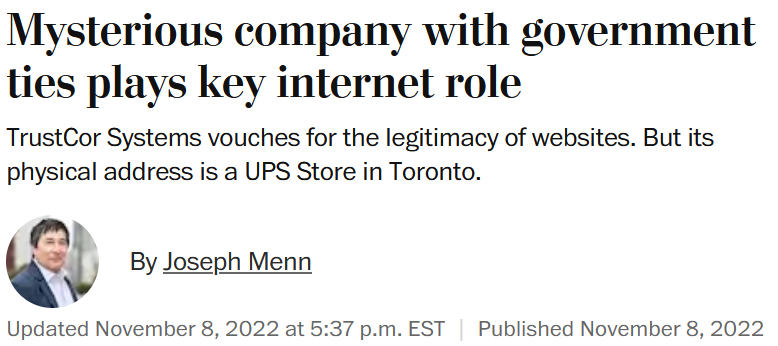 Mysterious company with government
ties plays key internet role
TrustCor Systems vouches for the legitimacy of websites. But its
physical address is a UPS Store in Toronto.
By Joseph Menn
Updated November 8, 2022 at 5:37 p.m. EST | Published November 8, 2022